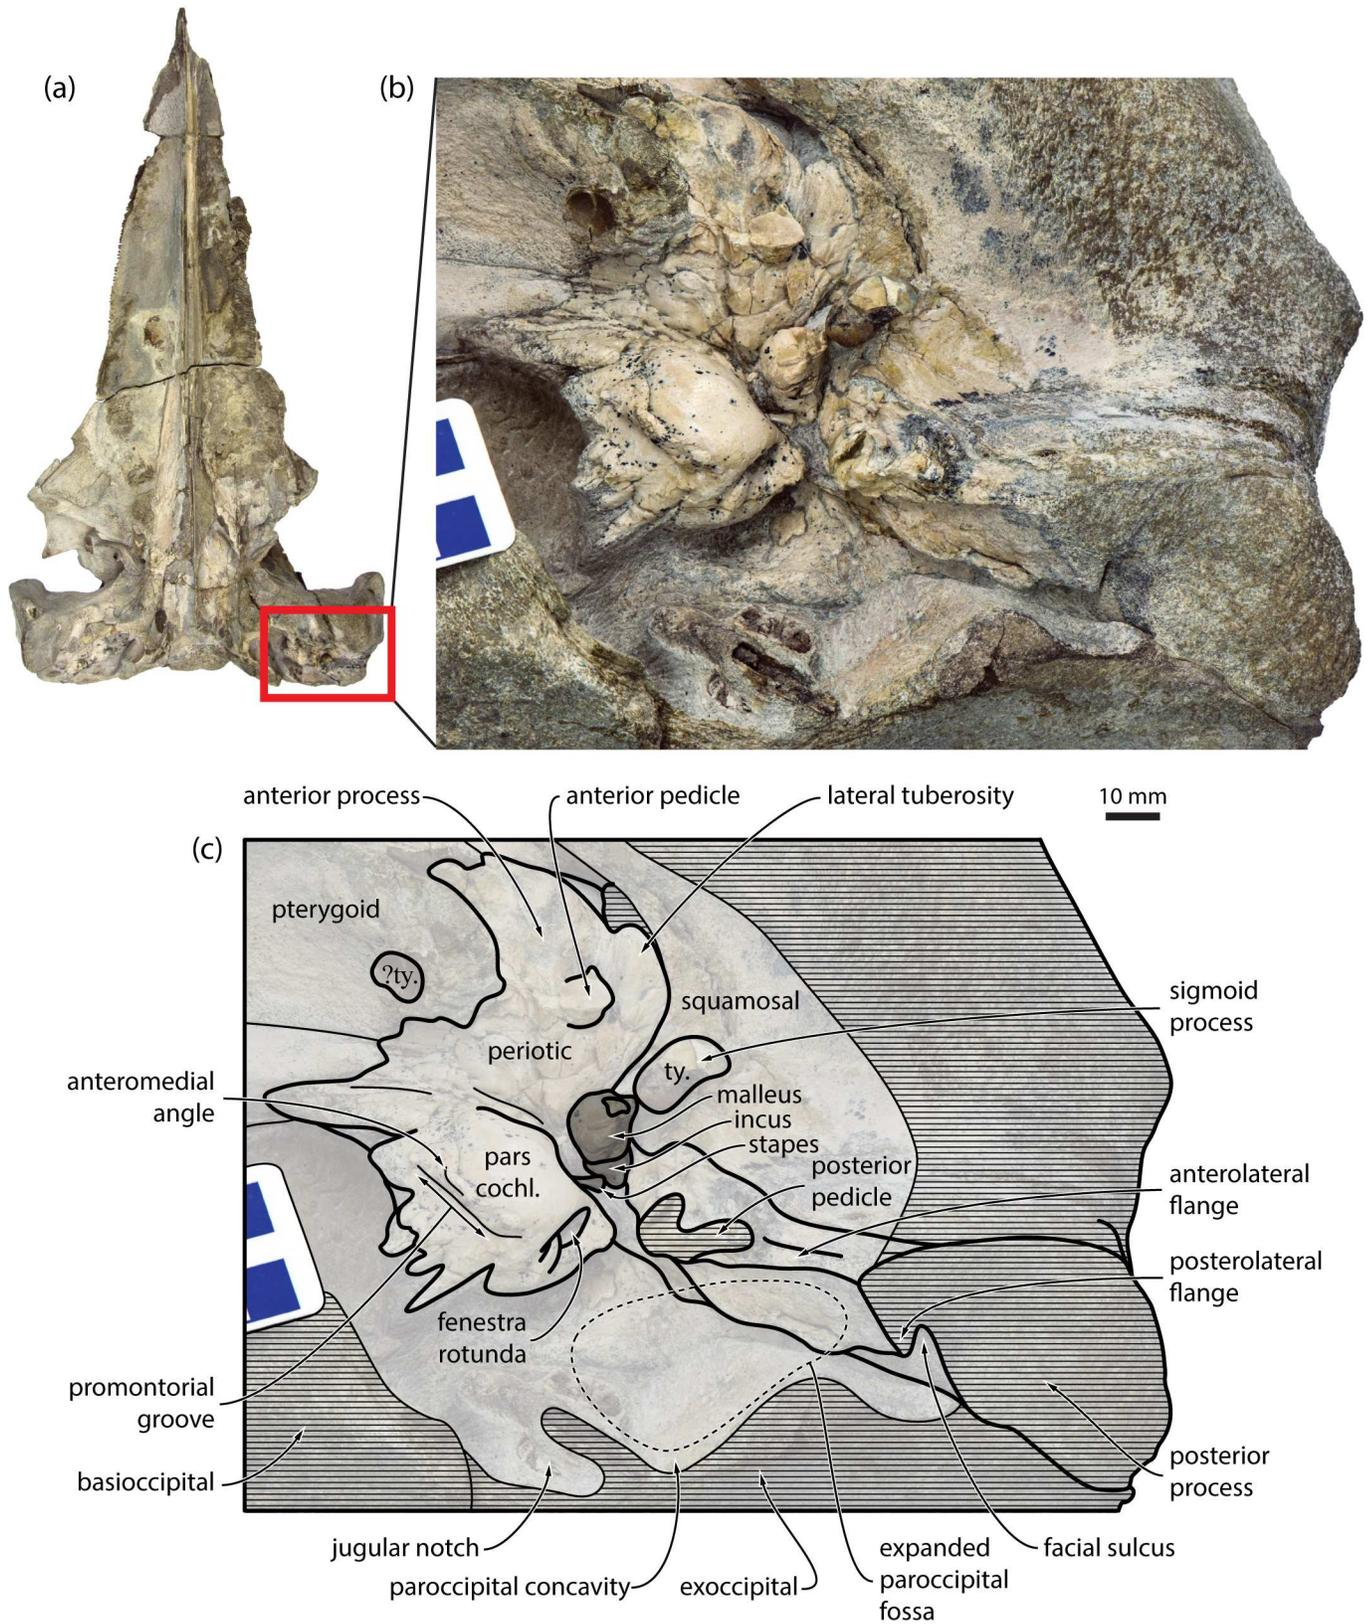 (a)
(b)
anterior process
anterior pedicle
lateral tuberosity
10 mm
(c)
pterygoid
?ty.
squamosal
sigmoid
process
periotic
ty.
anteromedial
angle
malleus
incus
stapes
pars
cochl.
posterior
pedicle
anterolateral
flange
posterolateral
flange
fenestra
rotunda
promontorial
groove
basioccipital
posterior
process
jugular notch
paroccipital concavity
exoccipital
expanded
paroccipital
fossa
facial sulcus